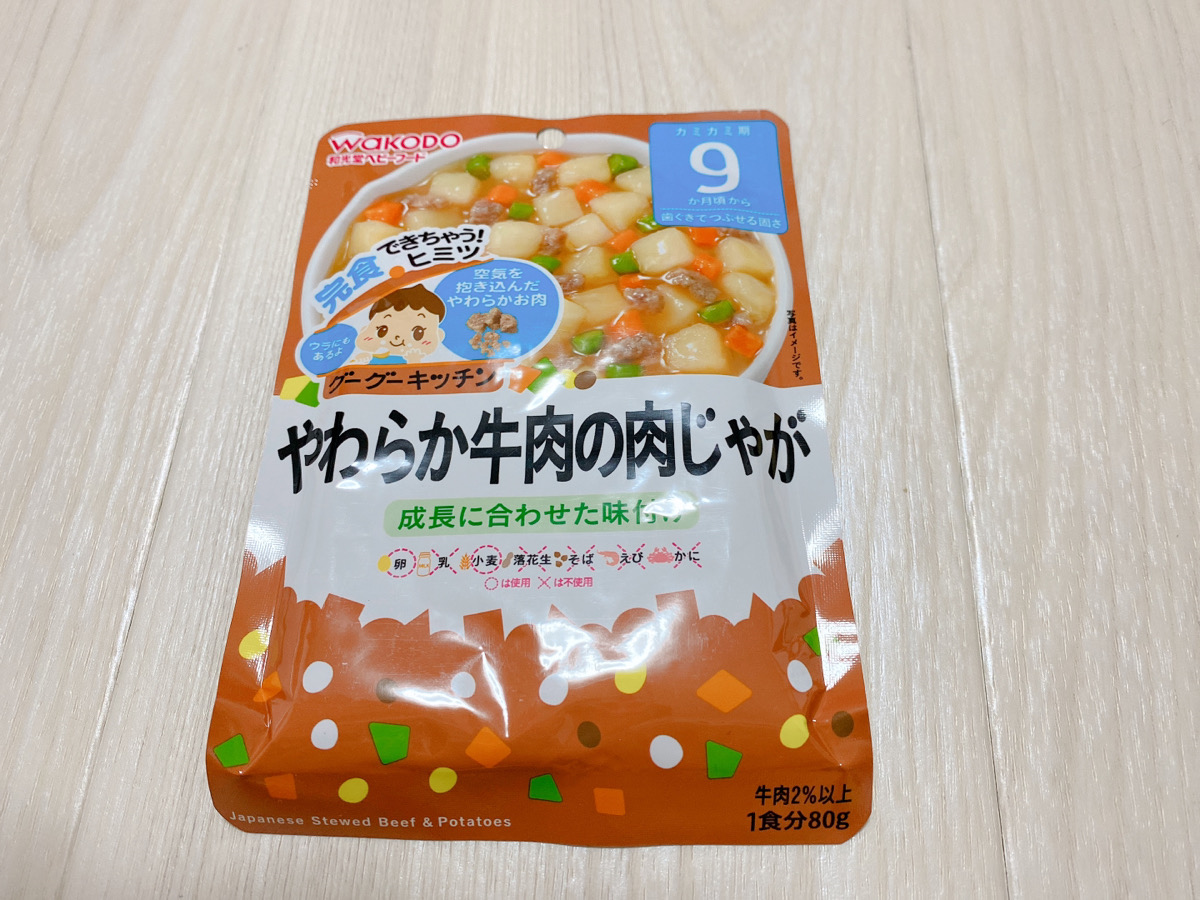 WaKODO
和光堂ベビーフード
カミカミ期
9
か月頃から
歯ぐきでつぶせる固さ
完食
できちゃう!
ヒミツ
空気を
抱き込んだ
やわらかお肉
ウラにも
あるよ
写真はイメージです。
グーグーキッチン
やわらか牛肉の肉じゃが
成長に合わせた味付け
卵 乳 小麦 落花生 そば えび かに
は使用 は不使用
牛肉2%以上
1食分80g
Japanese Stewed Beef & Potatoes